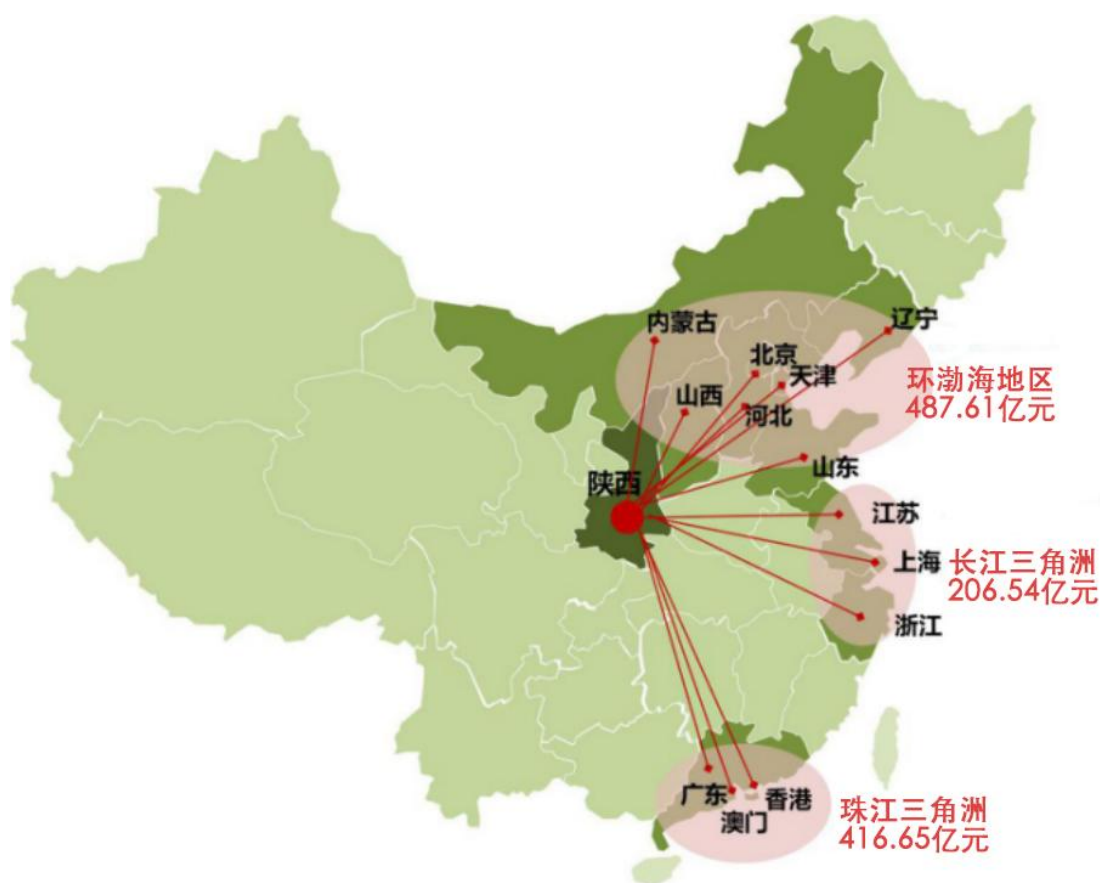 内蒙古
辽宁
北京
天津
山西
河北
环渤海地区
487.61亿元
山东
陕西
江苏
上海
长江三角洲
206.54亿元
浙江
广东
香港
澳门
珠江三角洲
416.65亿元